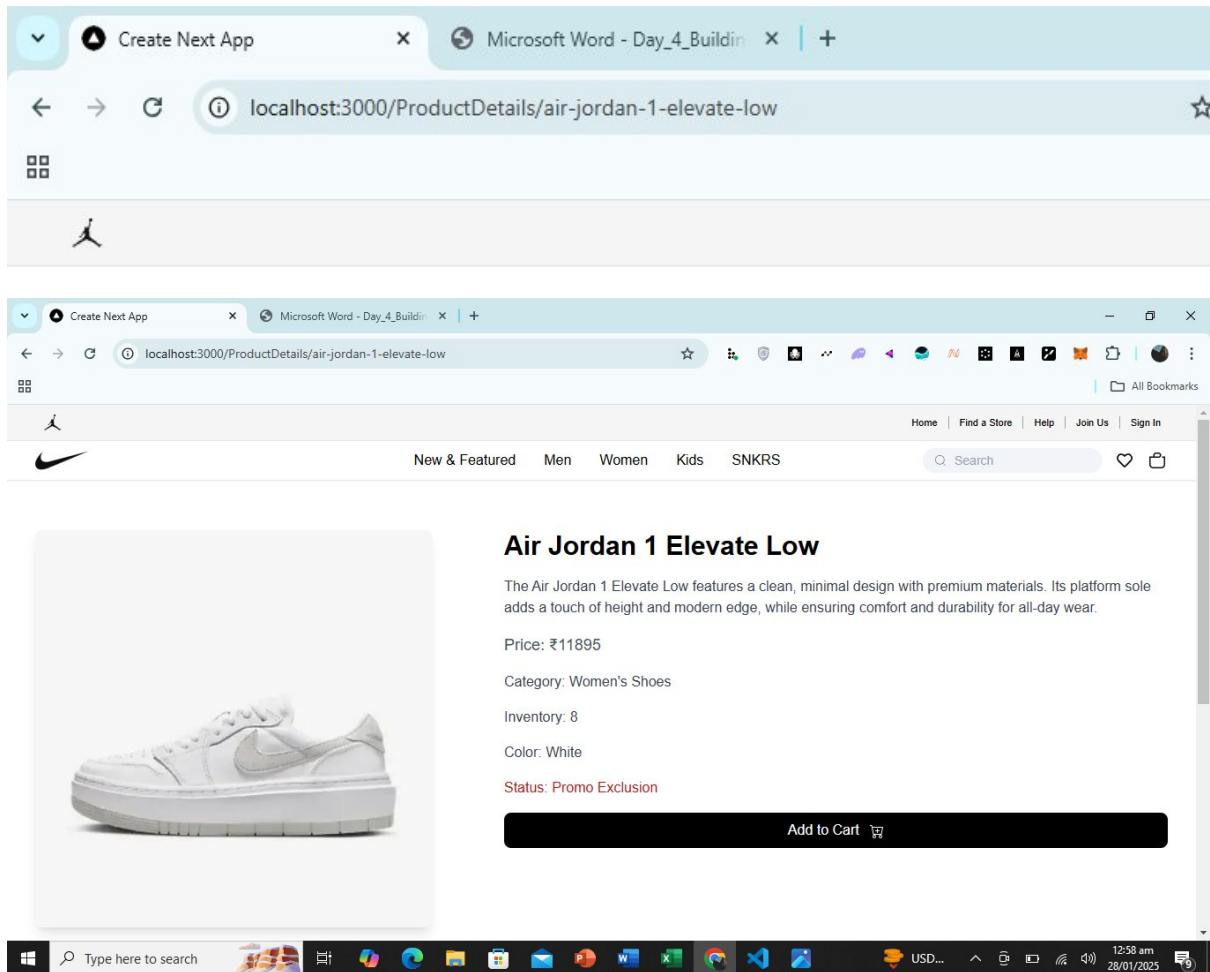 Create Next App
Microsoft Word - Day_4_Buildin
localhost:3000/ProductDetails/air-jordan-1-elevate-low
Create Next App
Microsoft Word - Day_4_Buildin
localhost:3000/ProductDetails/air-jordan-1-elevate-low
All Bookmarks
Home | Find a Store | Help | Join Us | Sign In
New & Featured Men Women Kids SNKRS Search
Air Jordan 1 Elevate Low
The Air Jordan 1 Elevate Low features a clean, minimal design with premium materials. Its platform sole
adds a touch of height and modern edge, while ensuring comfort and durability for all-day wear.
Price: ₹11895
Category: Women's Shoes
Inventory: 8
Color: White
Status: Promo Exclusion
Add to Cart
Type here to search
USD...
12:58 am
28/01/2025
9